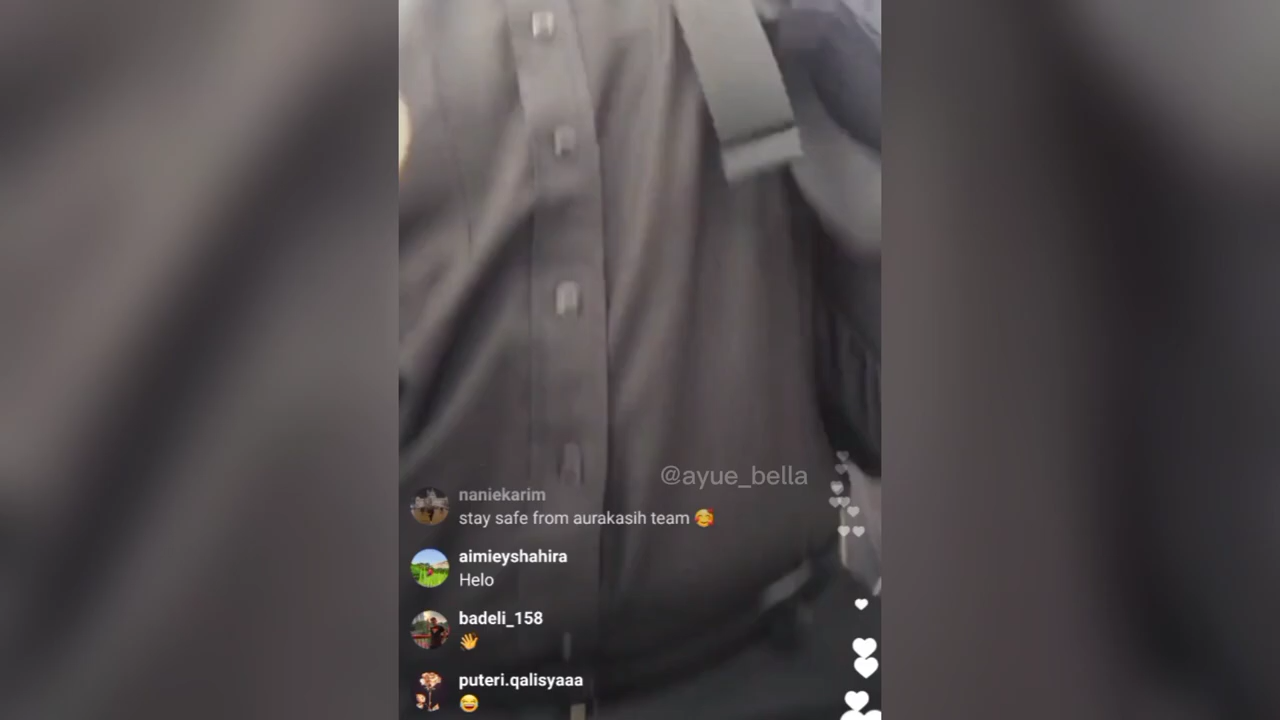 @ayue_bella
naniekarim
stay safe from aurakasih team 🥰
aimieyshahira
Helo
badeli_158
👋
puteri.qalisyaaa
😂